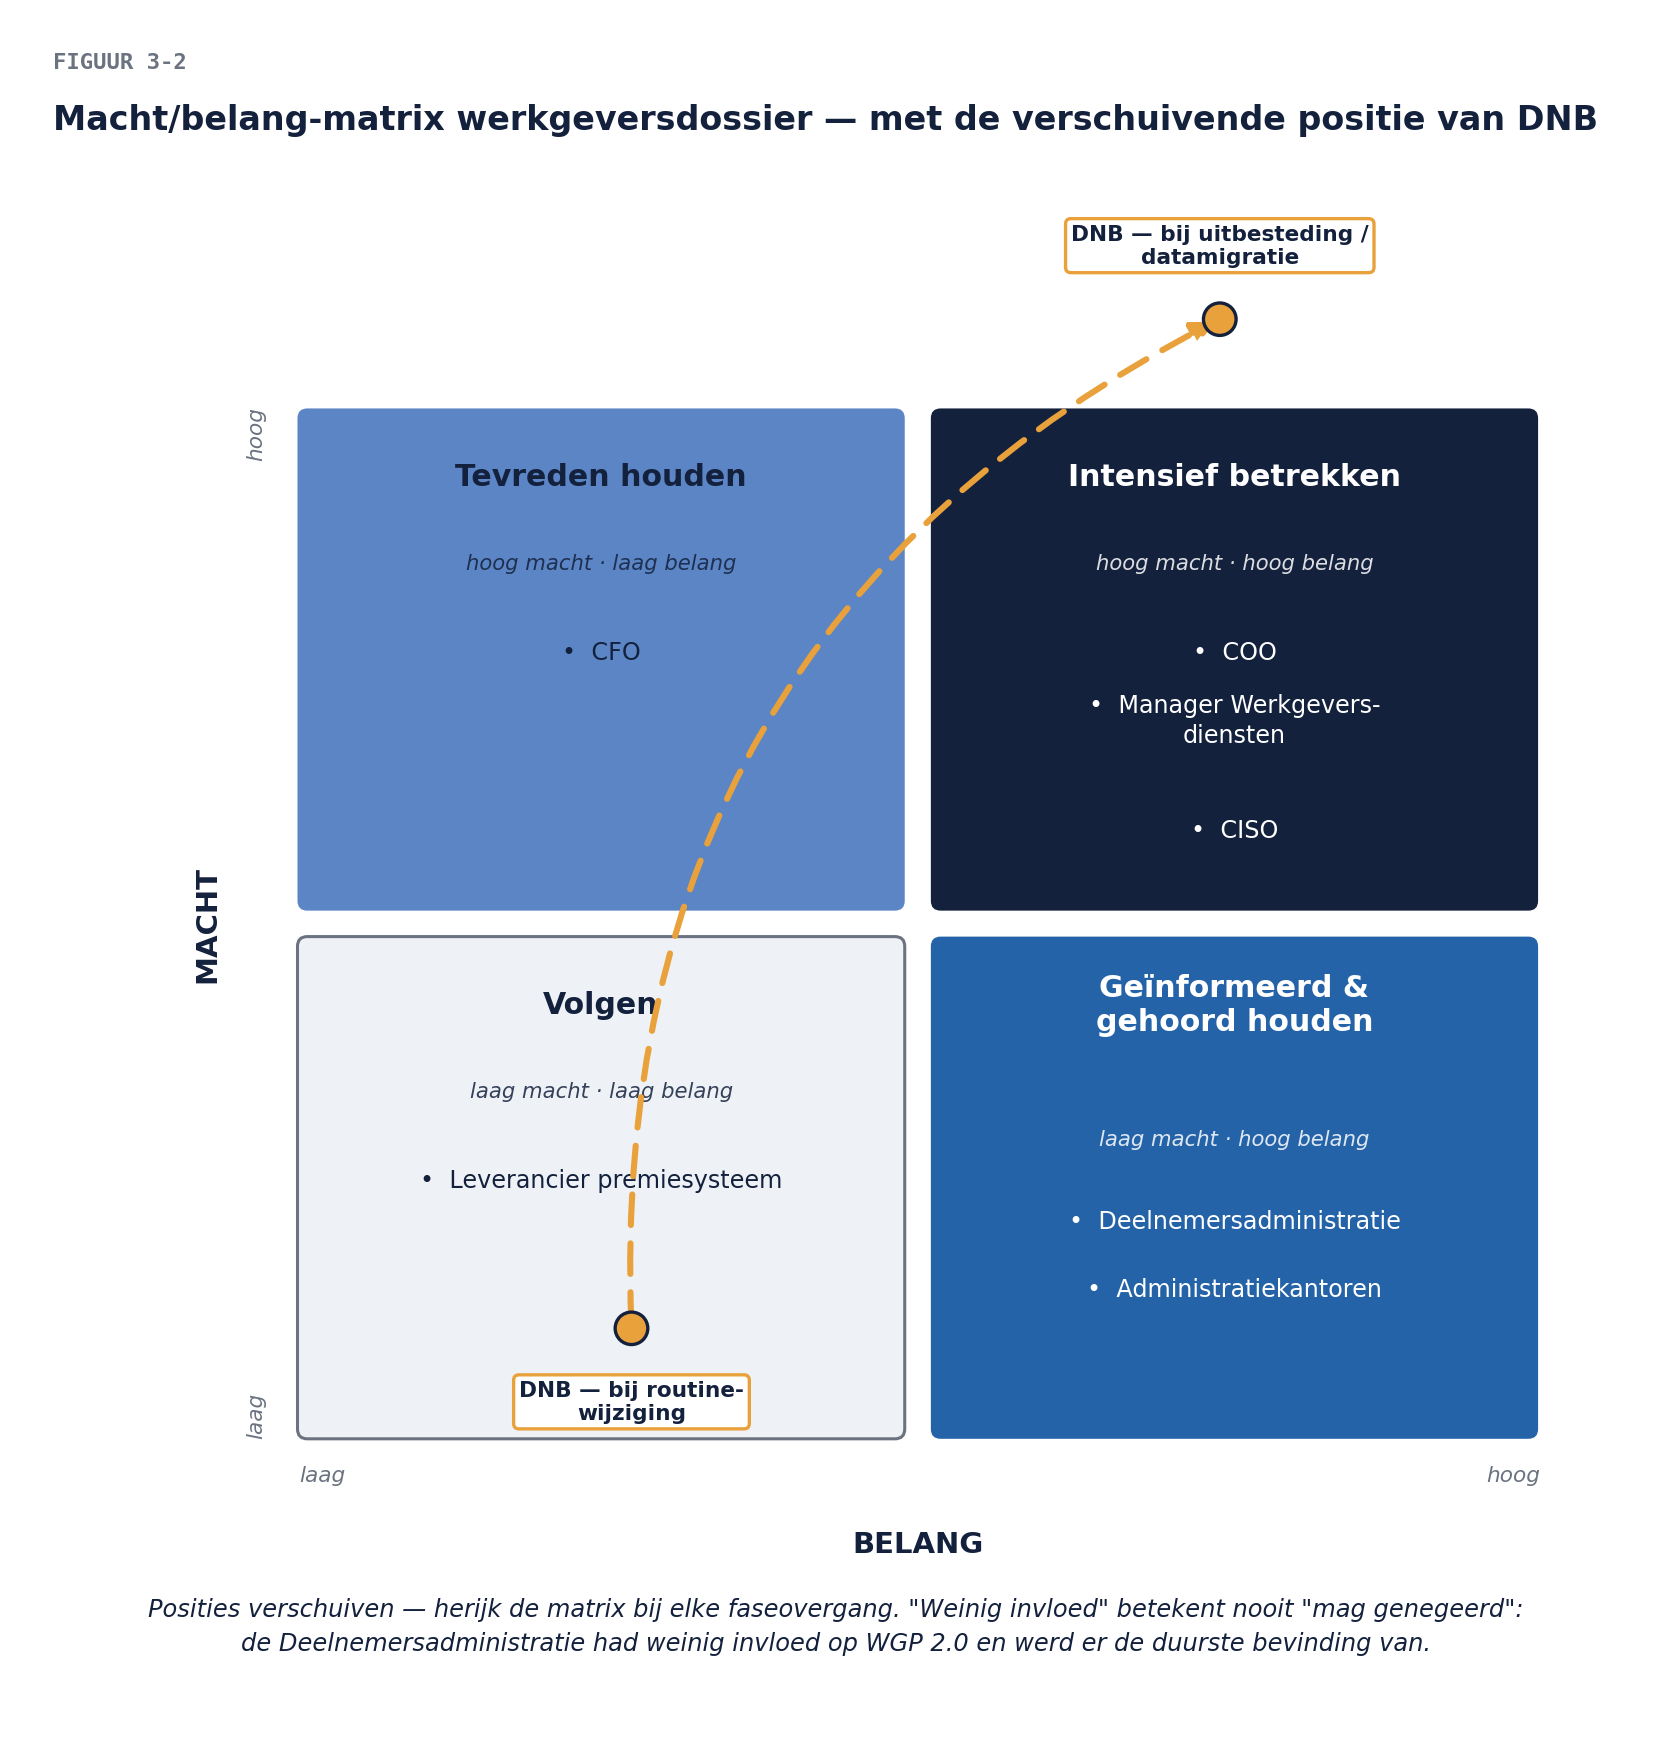 FIGUUR 3-2
Macht/belang-matrix werkgeversdossier — met de verschuivende positie van DNB
DNB — bij uitbesteding /
datamigratie
hoog
Tevreden houden
hoog macht · laag belang
• CFO
Intensief betrekken
hoog macht · hoog belang
• COO
• Manager Werkgevers-
diensten
• CISO
MACHT
Volgen
laag macht · laag belang
• Leverancier premiesysteem
DNB — bij routine-
wijziging
Geïnformeerd &
gehoord houden
laag macht · hoog belang
• Deelnemersadministratie
• Administratiekantoren
laag
laag
hoog
BELANG
Posities verschuiven — herijk de matrix bij elke faseovergang. "Weinig invloed" betekent nooit "mag genegeerd":
de Deelnemersadministratie had weinig invloed op WGP 2.0 en werd er de duurste bevinding van.